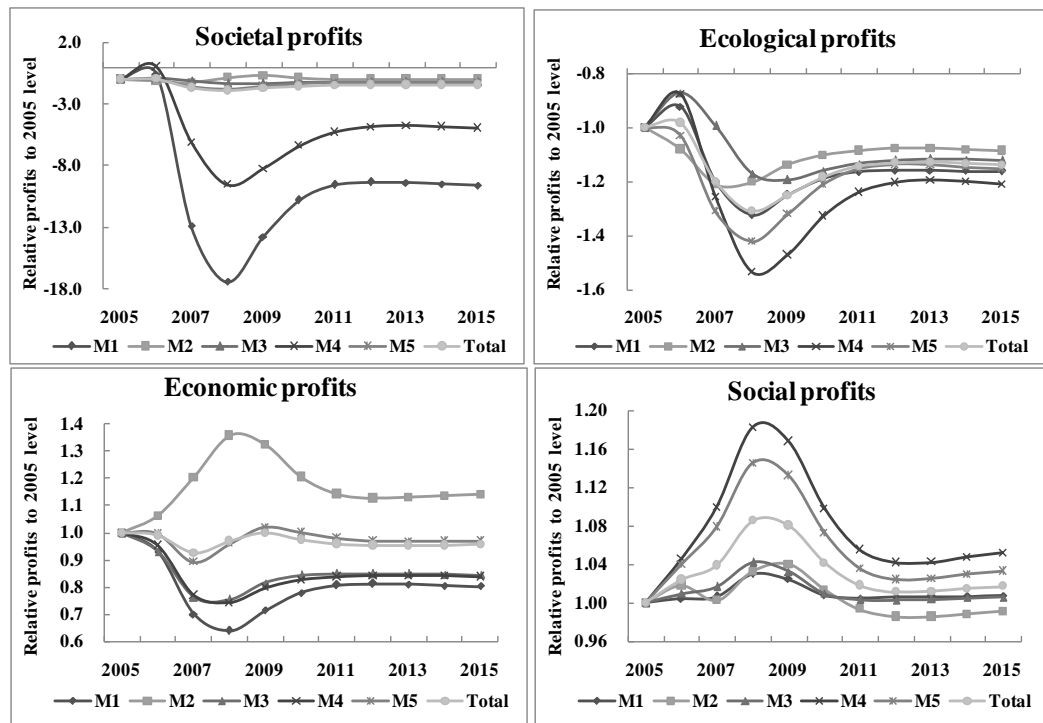 Societal profits
Relative profits to 2005 level
2.0
-3.0
-8.0
-13.0
-18.0
2005 2007 2009 2011 2013 2015
M1 M2 M3 M4 M5 Total
Ecological profits
Relative profits to 2005 level
-0.8
-1.0
-1.2
-1.4
-1.6
2005 2007 2009 2011 2013 2015
M1 M2 M3 M4 M5 Total
Economic profits
Relative profits to 2005 level
1.4
1.3
1.2
1.1
1.0
0.9
0.8
0.7
0.6
2005 2007 2009 2011 2013 2015
M1 M2 M3 M4 M5 Total
Social profits
Relative profits to 2005 level
1.20
1.16
1.12
1.08
1.04
1.00
0.96
2005 2007 2009 2011 2013 2015
M1 M2 M3 M4 M5 Total